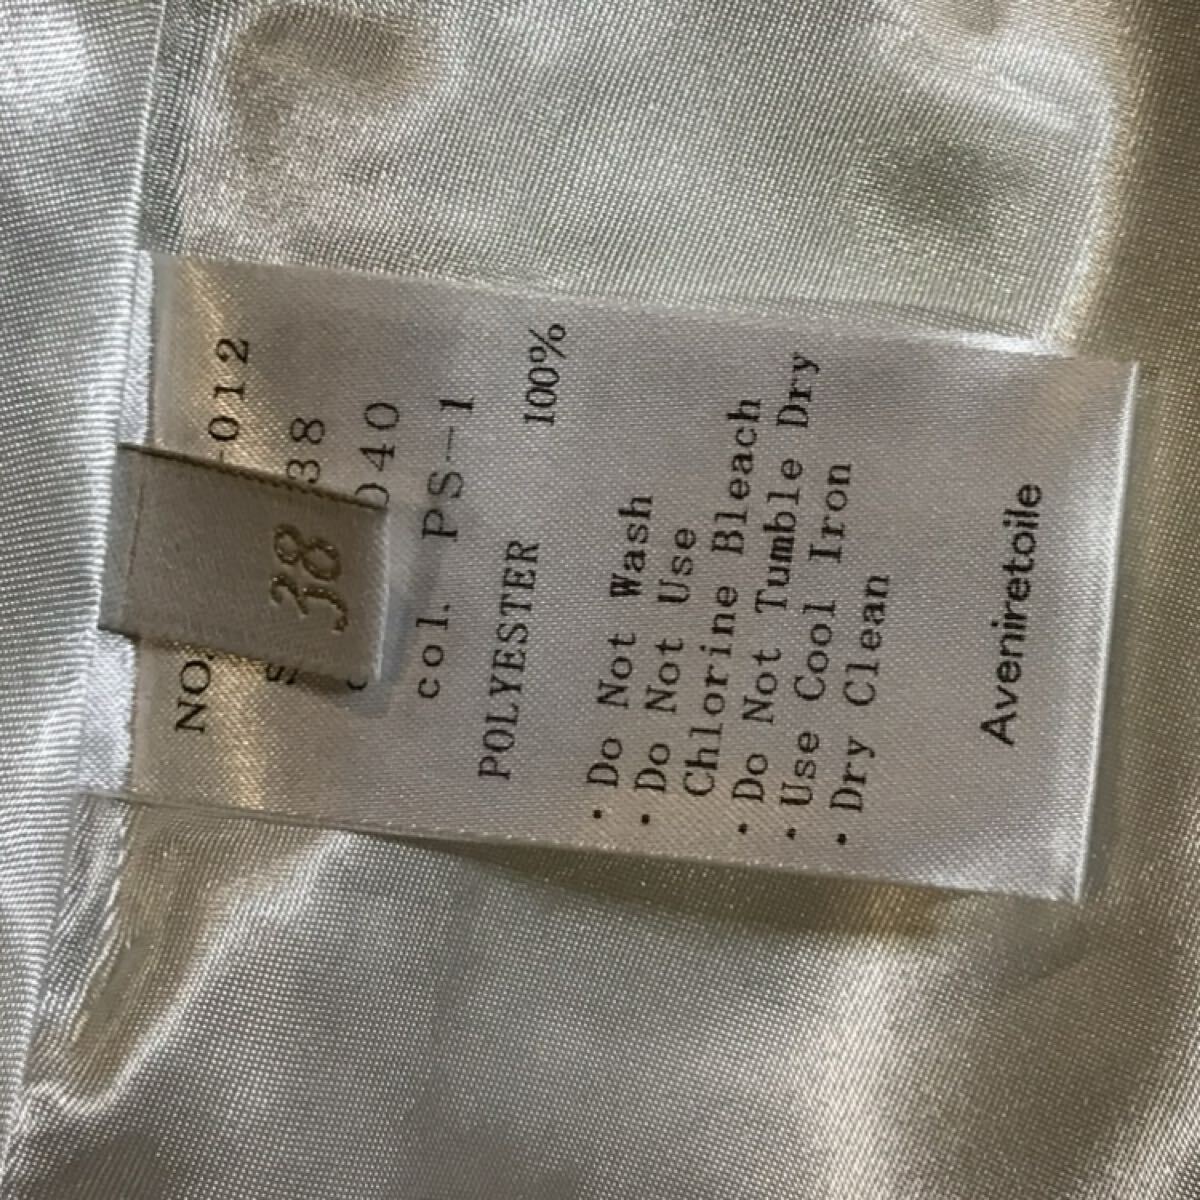 38
NO. -012
38
040
col. PS-1
POLYESTER 100%
・Do Not Wash
・Do Not Use
Chlorine Bleach
・Do Not Tumble Dry
・Use Cool Iron
・Dry Clean
Aveniretoile